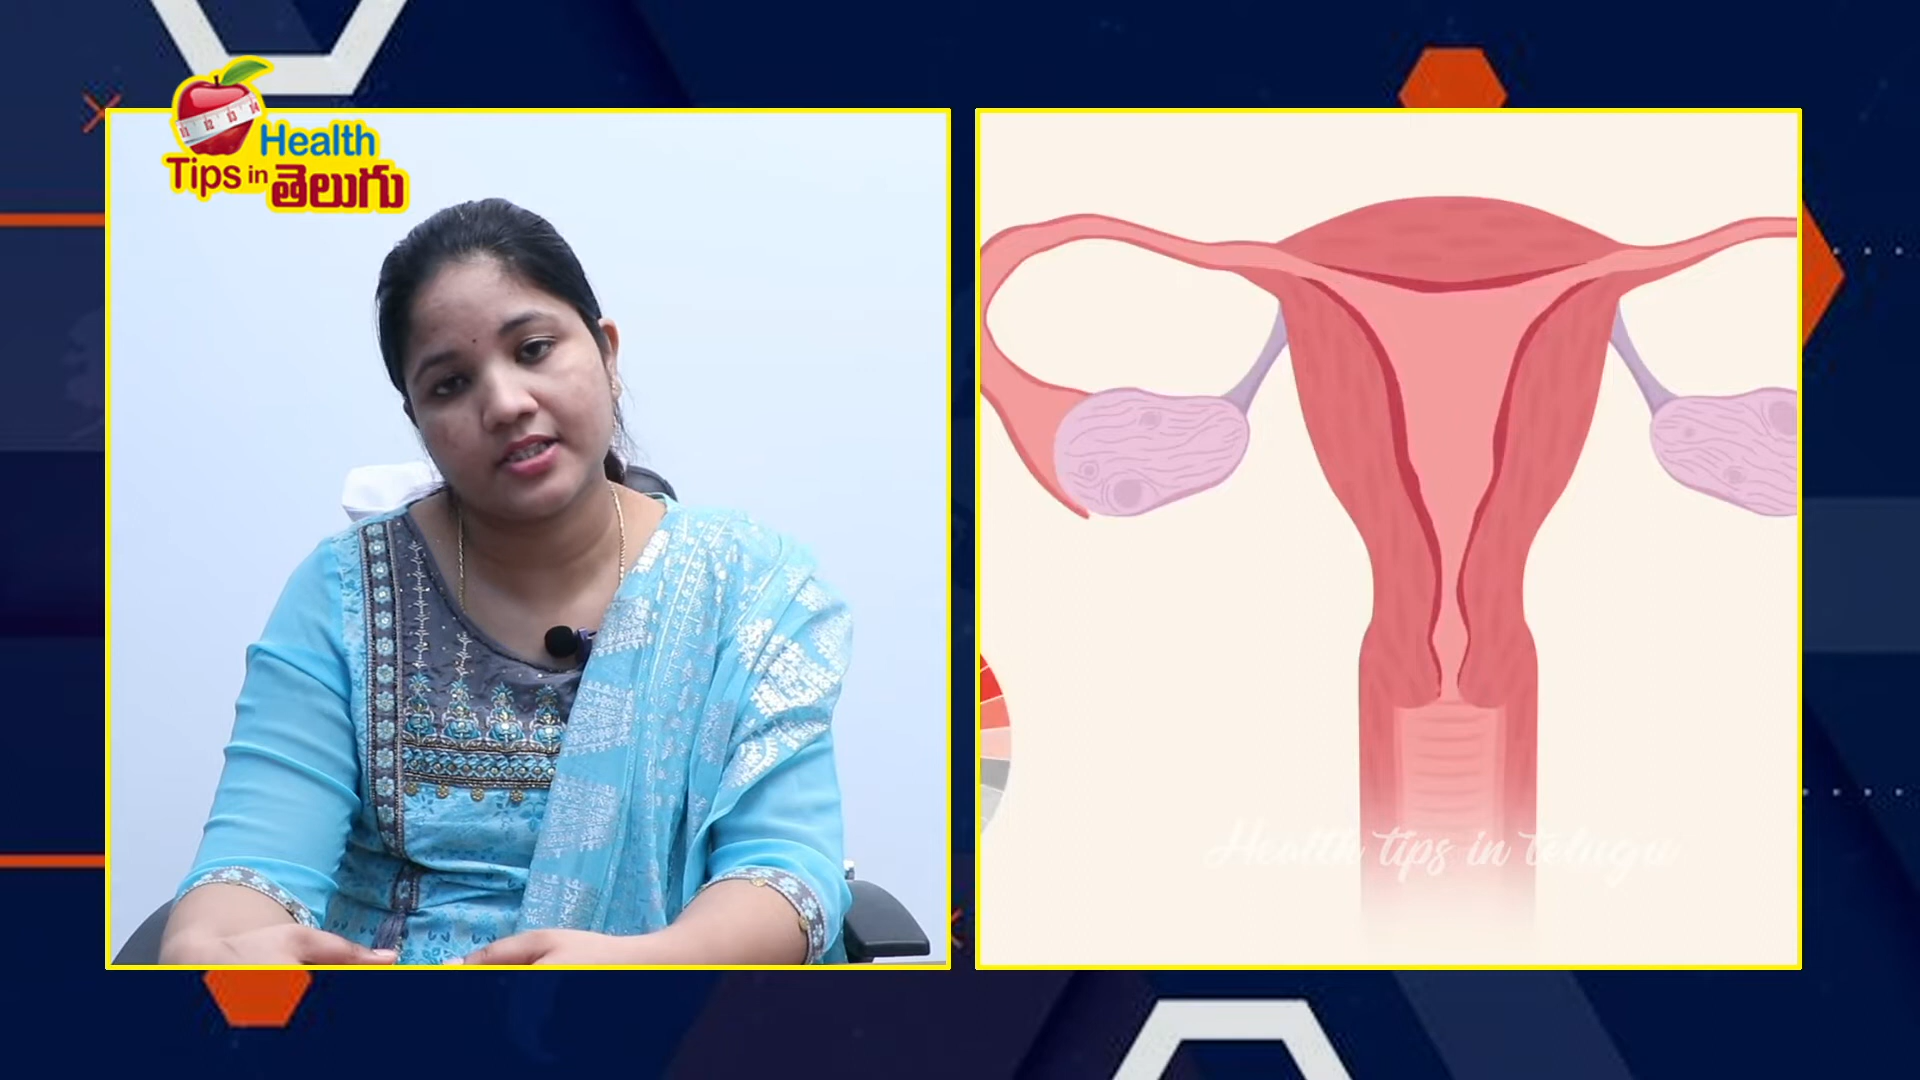 Health
Tips in తెలుగు
Health tips in telugu